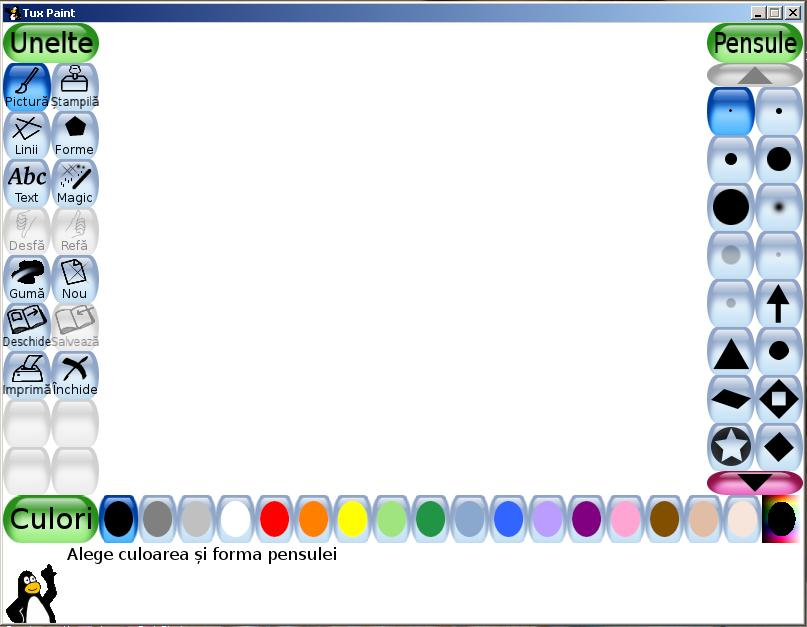 Tux Paint
Unelte
Pensule
Pictură
Ștampilă
Linii
Forme
Abc
Text
Magic
Desfă
Refă
Gumă
Nou
Deschide
Salvează
Imprimă
Închide
Culori
Alege culoarea și forma pensulei